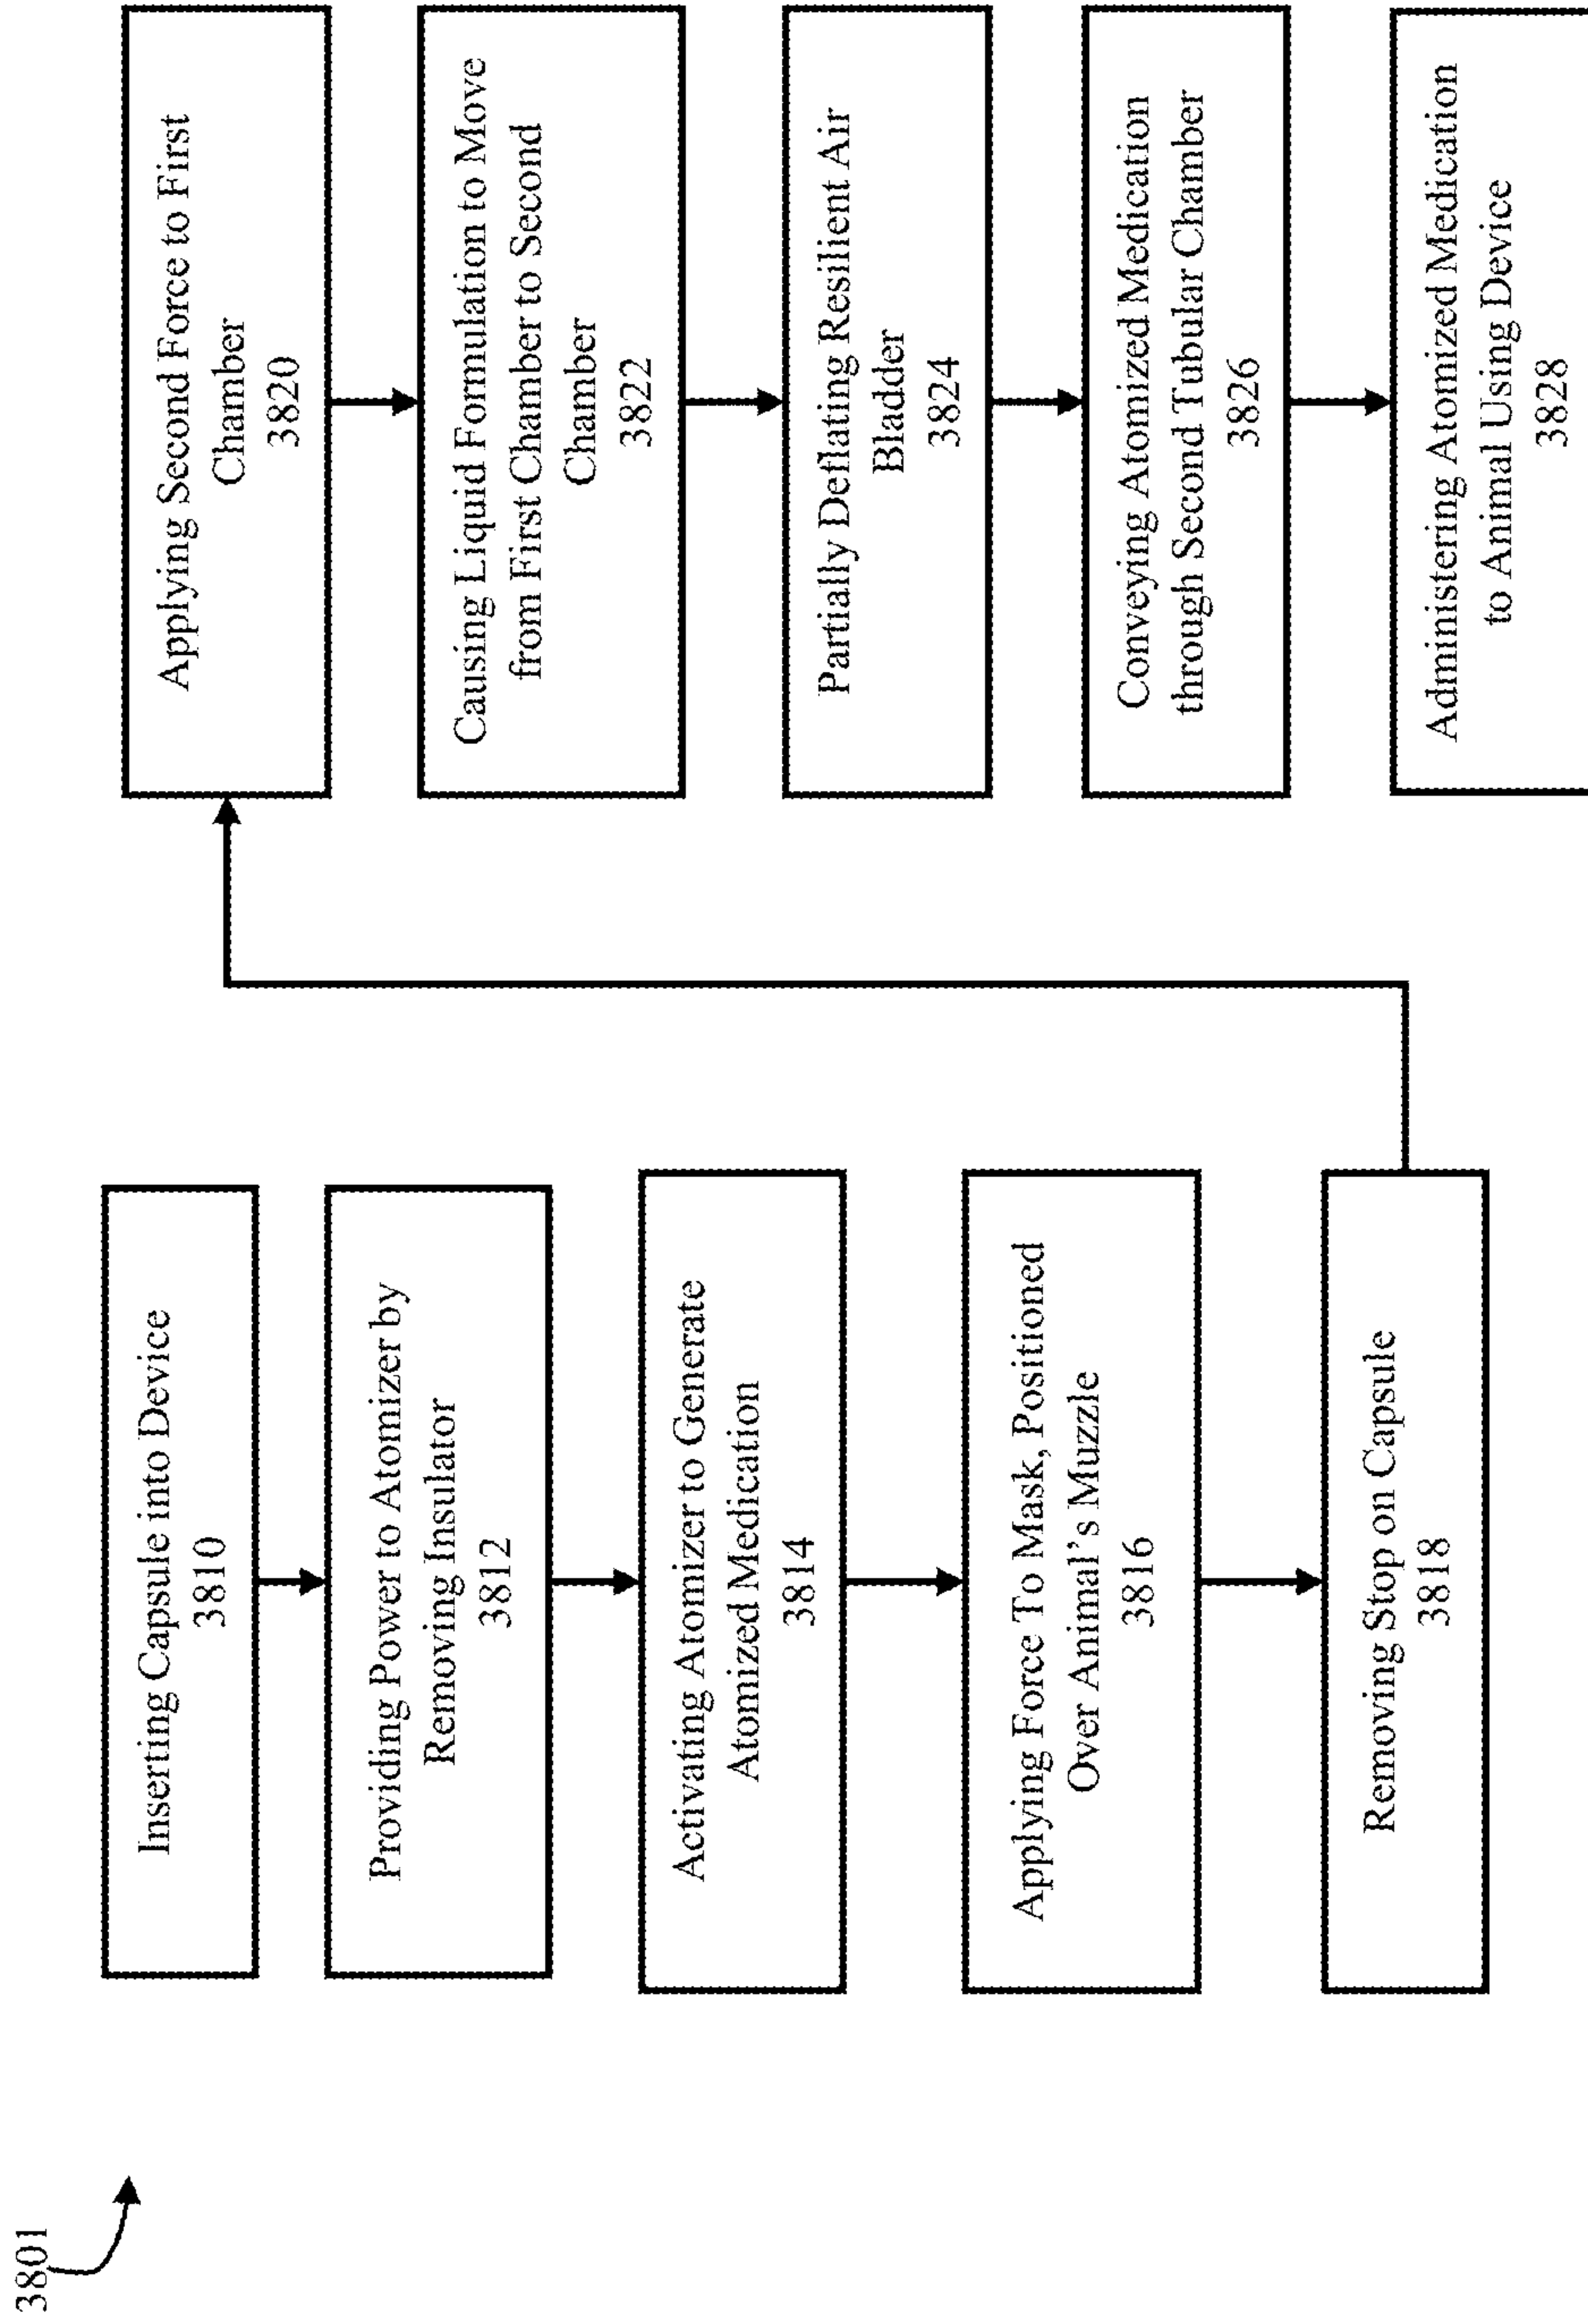 3801
Inserting Capsule into Device
3810
Providing Power to Atomizer by
Removing Insulator
3812
Activating Atomizer to Generate
Atomized Medication
3814
Applying Force To Mask, Positioned
Over Animal's Muzzle
3816
Removing Stop on Capsule
3818
Applying Second Force to First
Chamber
3820
Causing Liquid Formulation to Move
from First Chamber to Second
Chamber
3822
Partially Deflating Resilient Air
Bladder
3824
Conveying Atomized Medication
through Second Tubular Chamber
3826
Administering Atomized Medication
to Animal Using Device
3828